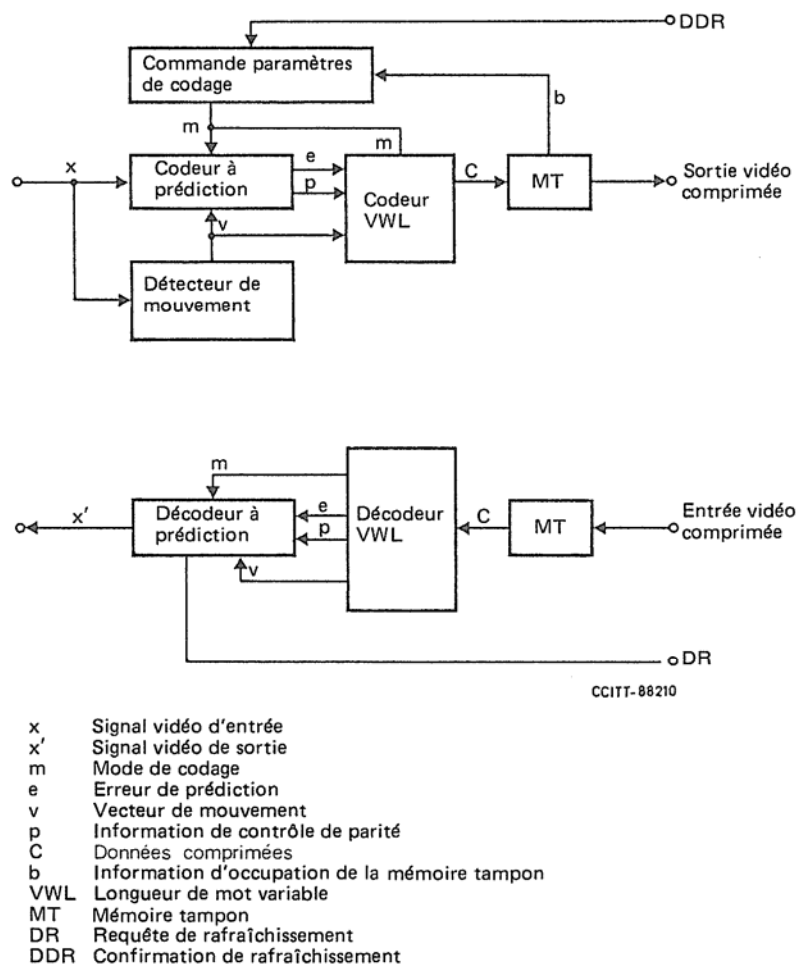 DDR
Commande paramètres
de codage
b
m
m
x
Codeur à
prédiction
e
p
Codeur
VWL
C
MT
Sortie vidéo
comprimée
v
Détecteur de
mouvement
m
x'
Décodeur à
prédiction
e
p
Décodeur
VWL
C
MT
Entrée vidéo
comprimée
v
DR
CCITT-88210
x Signal vidéo d'entrée
x' Signal vidéo de sortie
m Mode de codage
e Erreur de prédiction
v Vecteur de mouvement
p Information de contrôle de parité
C Données comprimées
b Information d'occupation de la mémoire tampon
VWL Longueur de mot variable
MT Mémoire tampon
DR Requête de rafraîchissement
DDR Confirmation de rafraîchissement